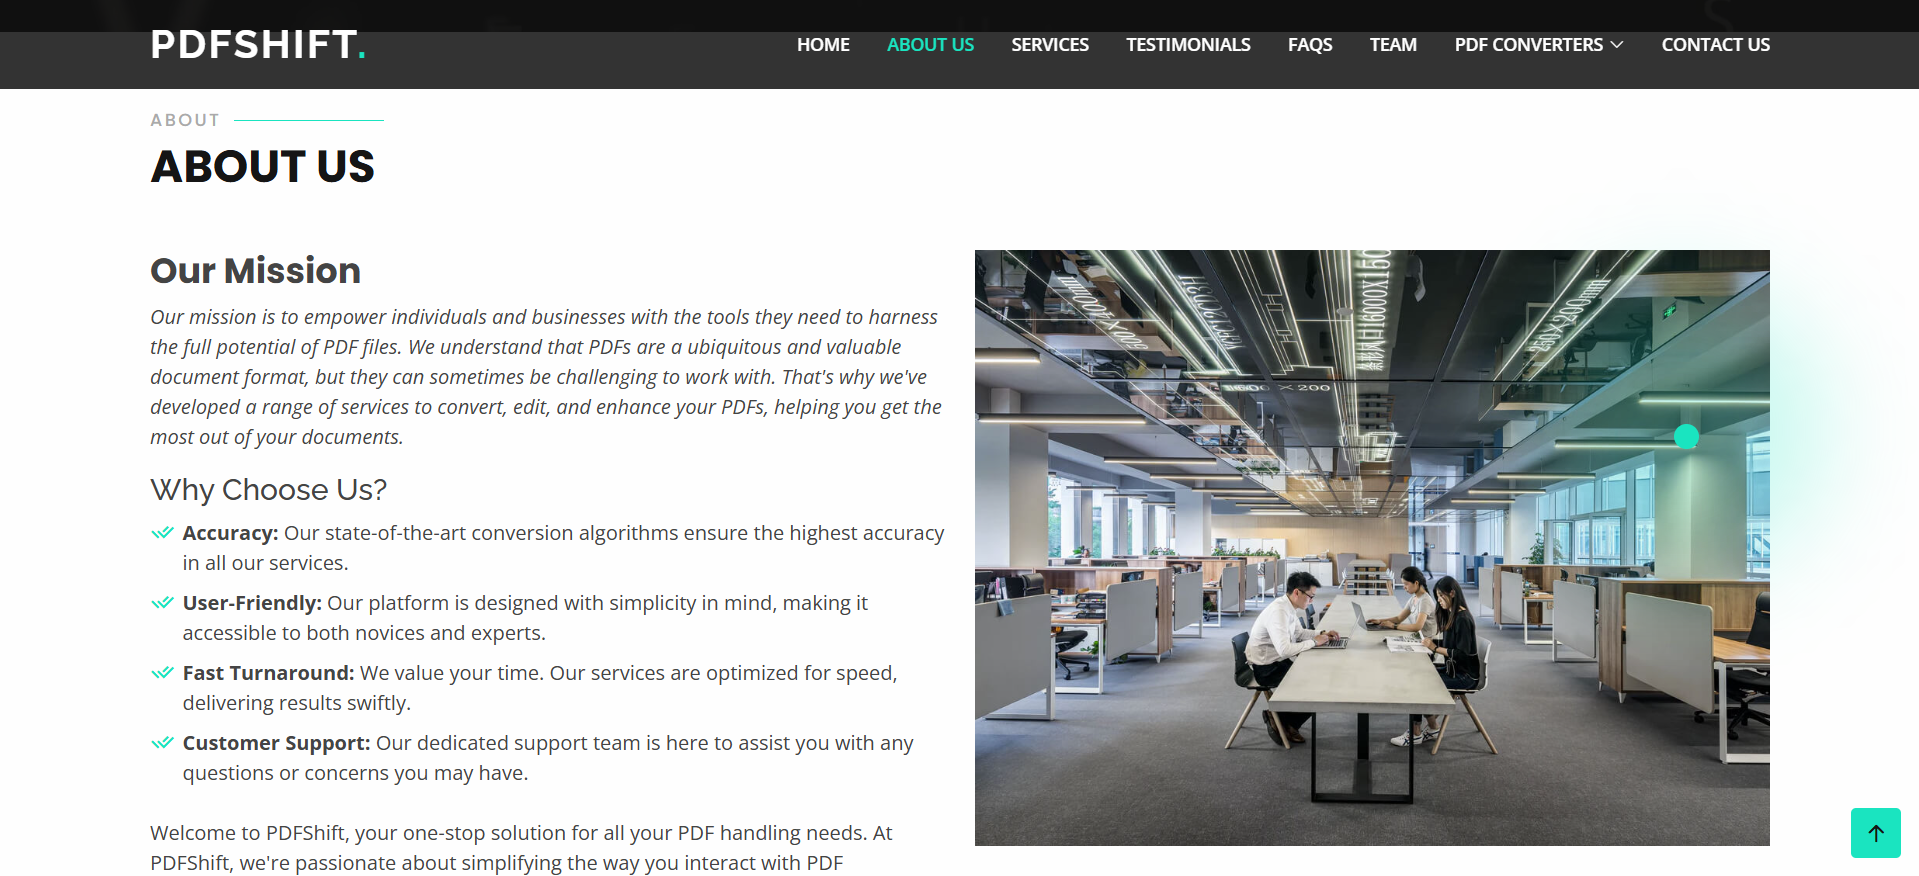 PDFSHIFT.
HOME ABOUT US SERVICES TESTIMONIALS FAQS TEAM PDF CONVERTERS CONTACT US
ABOUT
ABOUT US
Our Mission
Our mission is to empower individuals and businesses with the tools they need to harness
the full potential of PDF files. We understand that PDFs are a ubiquitous and valuable
document format, but they can sometimes be challenging to work with. That's why we've
developed a range of services to convert, edit, and enhance your PDFs, helping you get the
most out of your documents.
Why Choose Us?
Accuracy: Our state-of-the-art conversion algorithms ensure the highest accuracy
in all our services.
User-Friendly: Our platform is designed with simplicity in mind, making it
accessible to both novices and experts.
Fast Turnaround: We value your time. Our services are optimized for speed,
delivering results swiftly.
Customer Support: Our dedicated support team is here to assist you with any
questions or concerns you may have.
Welcome to PDFShift, your one-stop solution for all your PDF handling needs. At
PDFShift, we're passionate about simplifying the way you interact with PDF